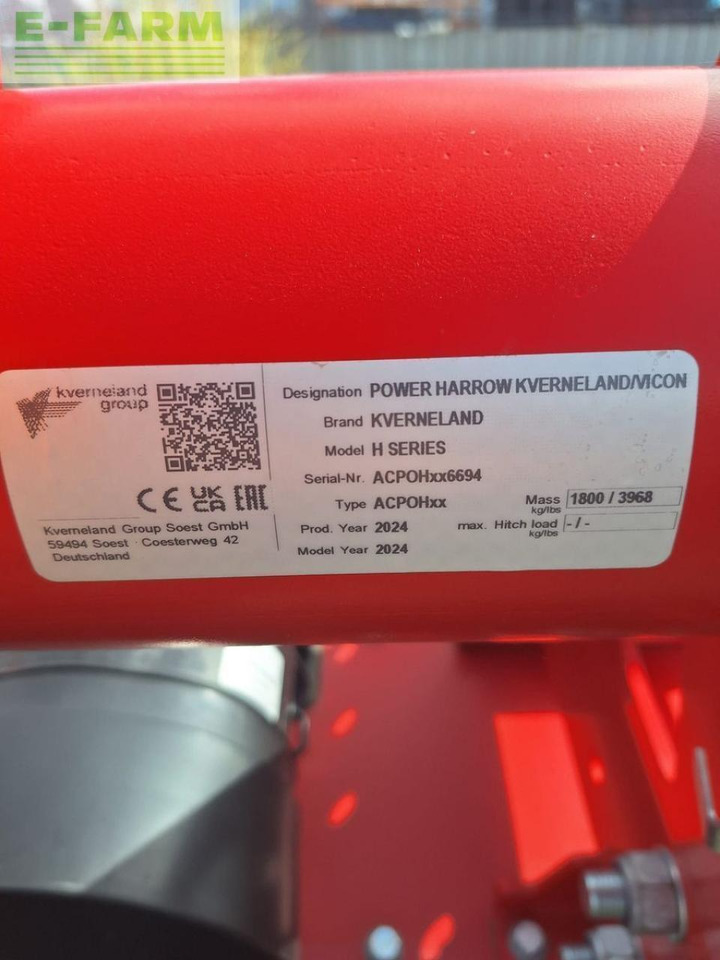 E-FARM
kverneland
group
CE UK CA EAC
Kverneland Group Soest GmbH
59494 Soest · Coesterweg 42
Deutschland
Designation POWER HARROW KVERNELAND/VICON
Brand KVERNELAND
Model H SERIES
Serial-Nr. ACPOHxx6694
Type ACPOHxx
Mass kg/lbs 1800 / 3968
Prod. Year 2024
max. Hitch load kg/lbs - / -
Model Year 2024